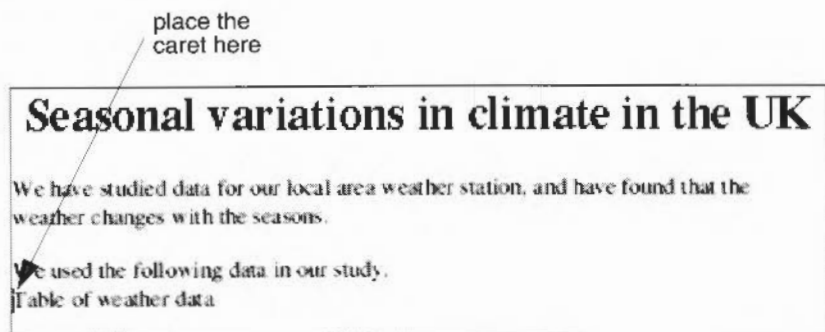 place the
caret here
Seasonal variations in climate in the UK
We have studied data for our local area weather station, and have found that the
weather changes with the seasons.
We used the following data in our study.
Table of weather data